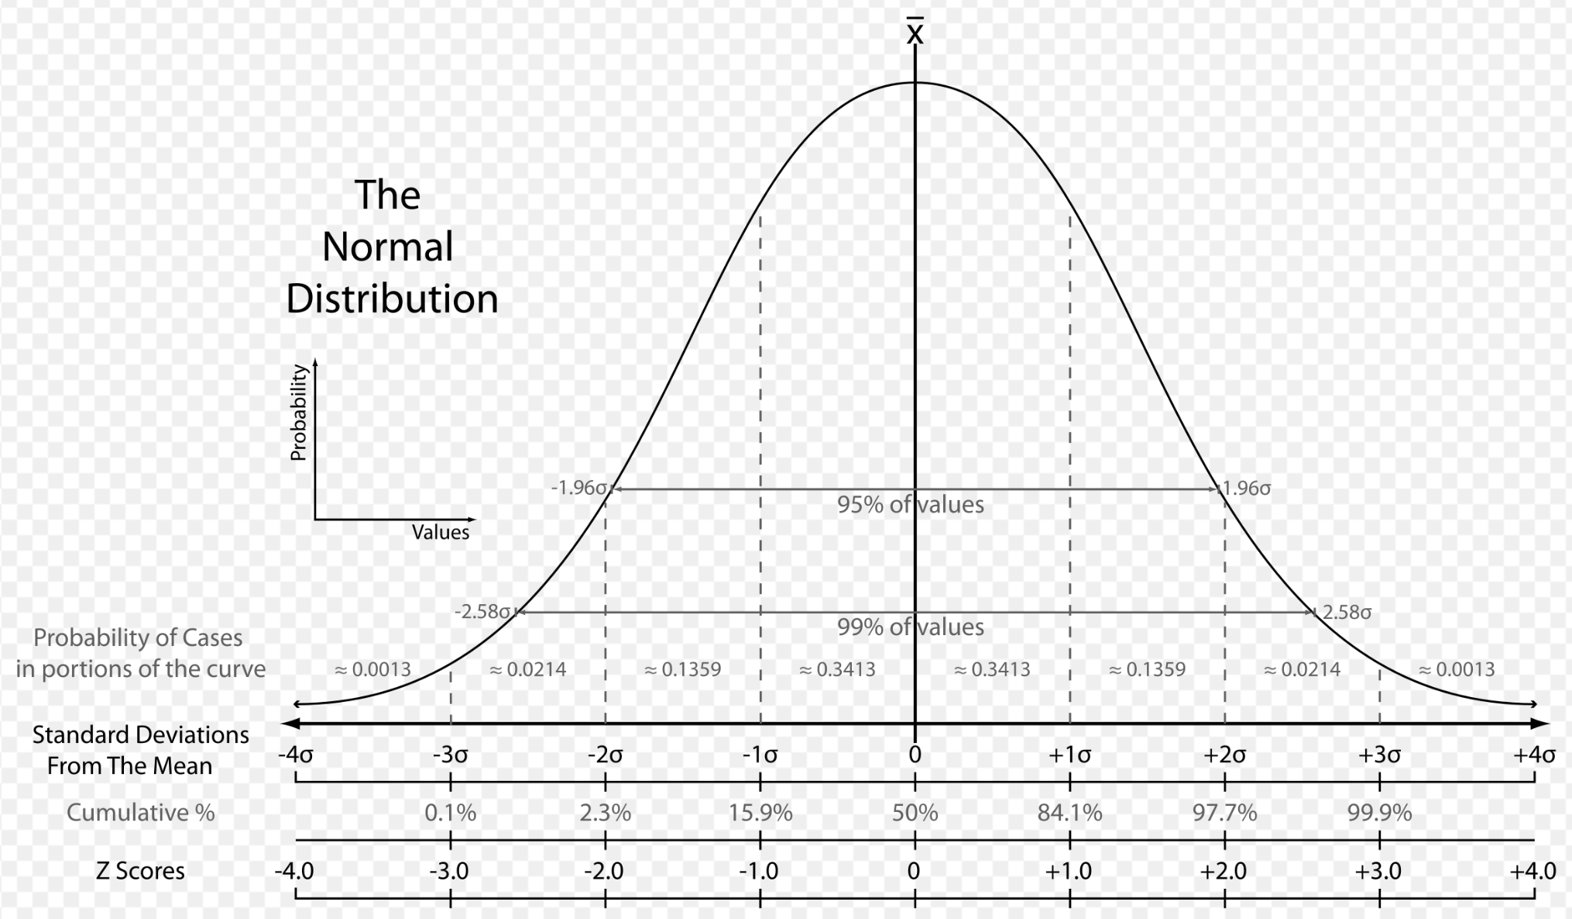 x̄
The
Normal
Distribution
Probability
Values
-1.96σ 1.96σ
95% of values
-2.58σ 2.58σ
99% of values
Probability of Cases
in portions of the curve
≈ 0.0013 ≈ 0.0214 ≈ 0.1359 ≈ 0.3413 ≈ 0.3413 ≈ 0.1359 ≈ 0.0214 ≈ 0.0013
Standard Deviations
From The Mean
-4σ -3σ -2σ -1σ 0 +1σ +2σ +3σ +4σ
Cumulative % 0.1% 2.3% 15.9% 50% 84.1% 97.7% 99.9%
Z Scores -4.0 -3.0 -2.0 -1.0 0 +1.0 +2.0 +3.0 +4.0